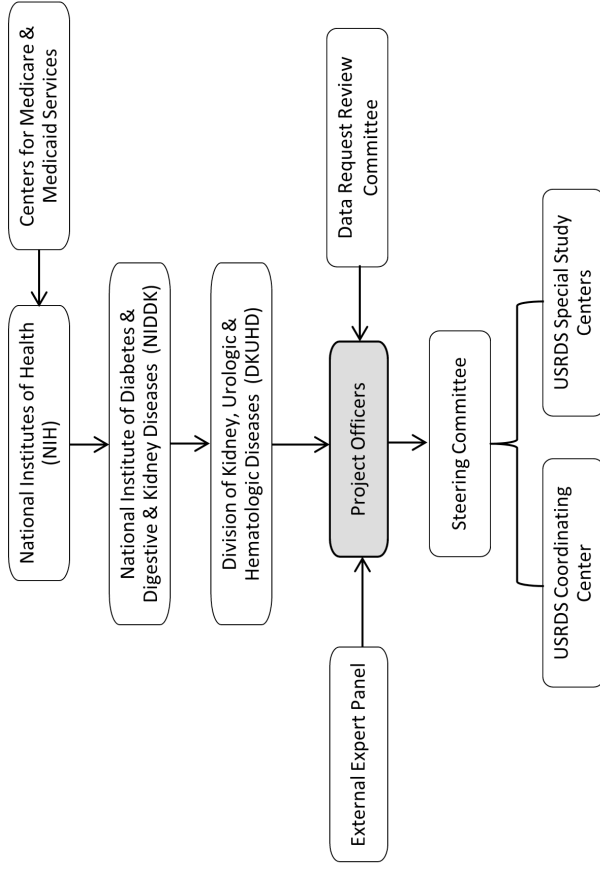 National Institutes of Health
(NIH)
Centers for Medicare &
Medicaid Services
National Institute of Diabetes &
Digestive & Kidney Diseases (NIDDK)
Division of Kidney, Urologic &
Hematologic Diseases (DKUHD)
External Expert Panel
Project Officers
Data Request Review
Committee
Steering Committee
USRDS Coordinating
Center
USRDS Special Study
Centers